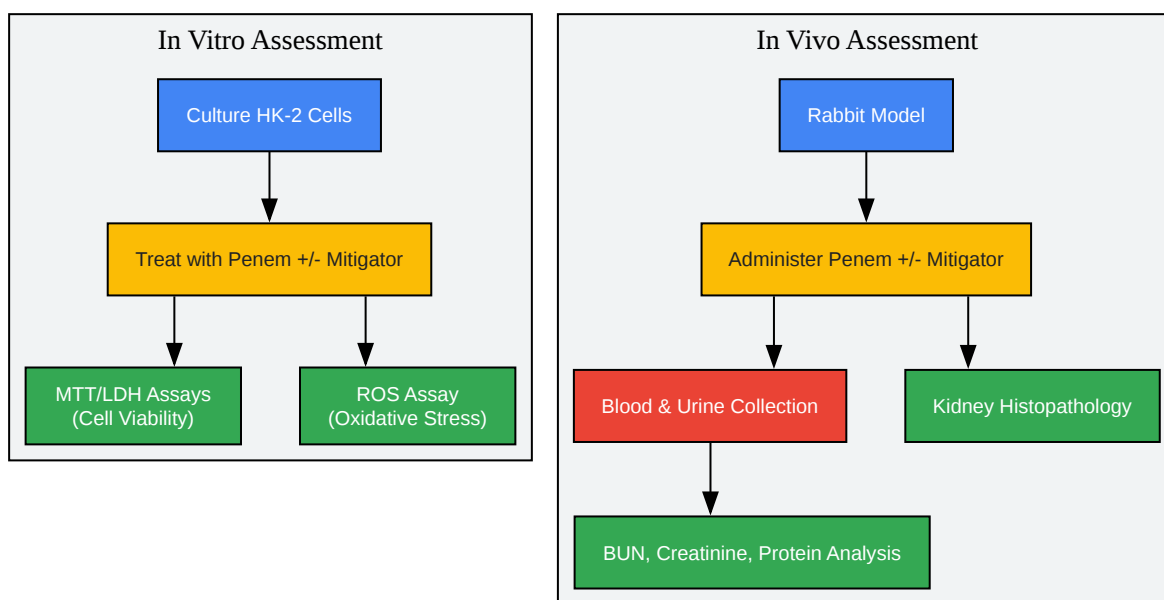 In Vitro Assessment
Culture HK-2 Cells
Treat with Penem +/- Mitigator
MTT/LDH Assays
(Cell Viability)
ROS Assay
(Oxidative Stress)
In Vivo Assessment
Rabbit Model
Administer Penem +/- Mitigator
Blood & Urine Collection
Kidney Histopathology
BUN, Creatinine, Protein Analysis